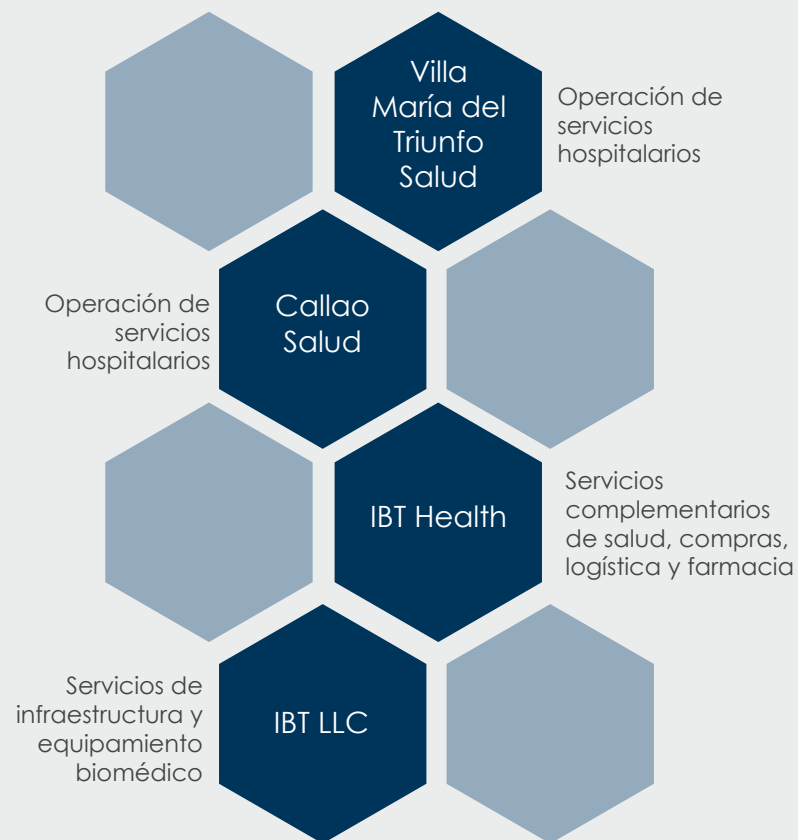 Villa
María del
Triunfo
Salud
Operación de
servicios
hospitalarios
Operación de
servicios
hospitalarios
Callao
Salud
IBT Health
Servicios
complementarios
de salud, compras,
logística y farmacia
Servicios de
infraestructura y
equipamiento
biomédico
IBT LLC